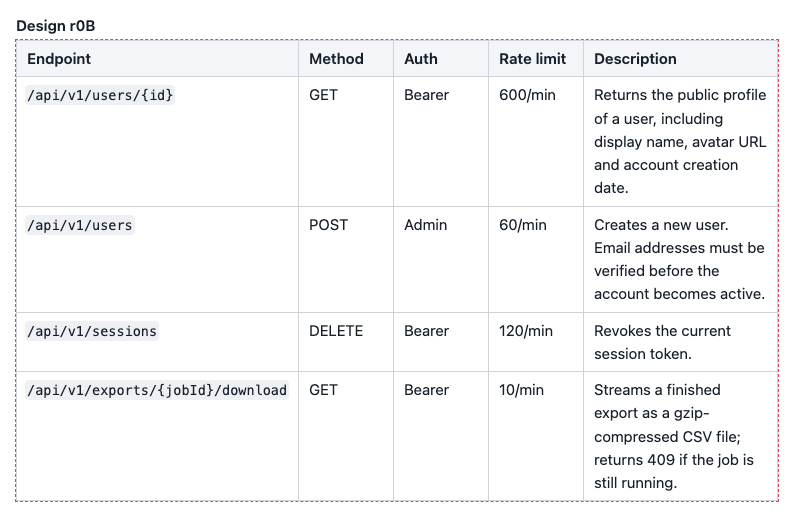 Design r0B
Endpoint Method Auth Rate limit Description
/api/v1/users/{id} GET Bearer 600/min Returns the public profile
of a user, including
display name, avatar URL
and account creation
date.
/api/v1/users POST Admin 60/min Creates a new user.
Email addresses must be
verified before the
account becomes active.
/api/v1/sessions DELETE Bearer 120/min Revokes the current
session token.
/api/v1/exports/{jobId}/download GET Bearer 10/min Streams a finished
export as a gzip-
compressed CSV file;
returns 409 if the job is
still running.